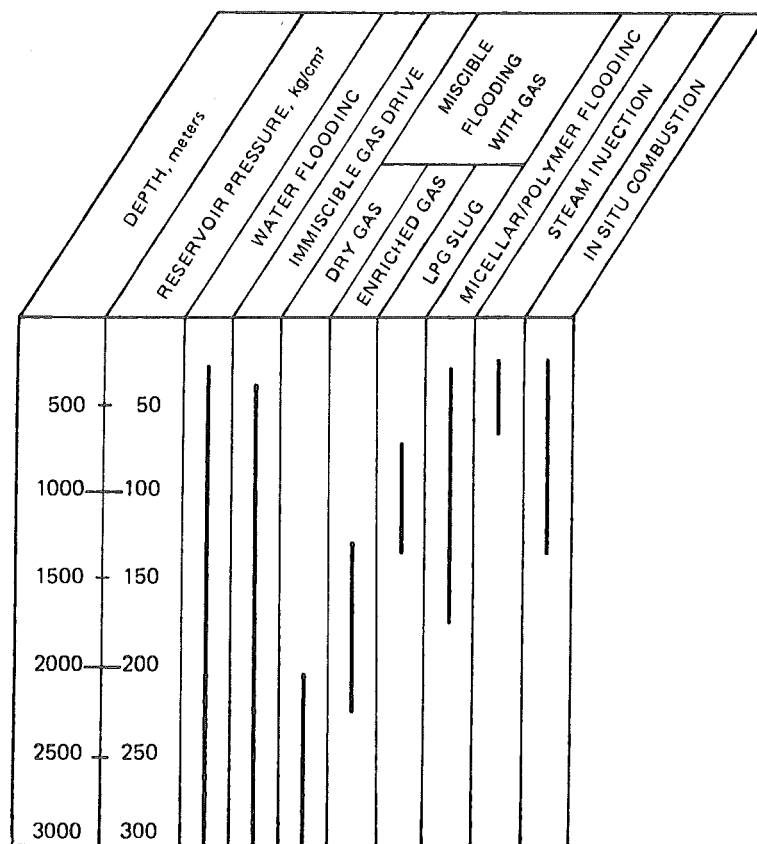 DEPTH, meters
RESERVOIR PRESSURE, kg/cm²
WATER FLOODINC
IMMISCIBLE GAS DRIVE
MISCIBLE
FLOODING
WITH GAS
DRY GAS
ENRICHED GAS
LPG SLUG
MICELLAR/POLYMER FLOODINC
STEAM INJECTION
IN SITU COMBUSTION
500 50
1000 100
1500 150
2000 200
2500 250
3000 300